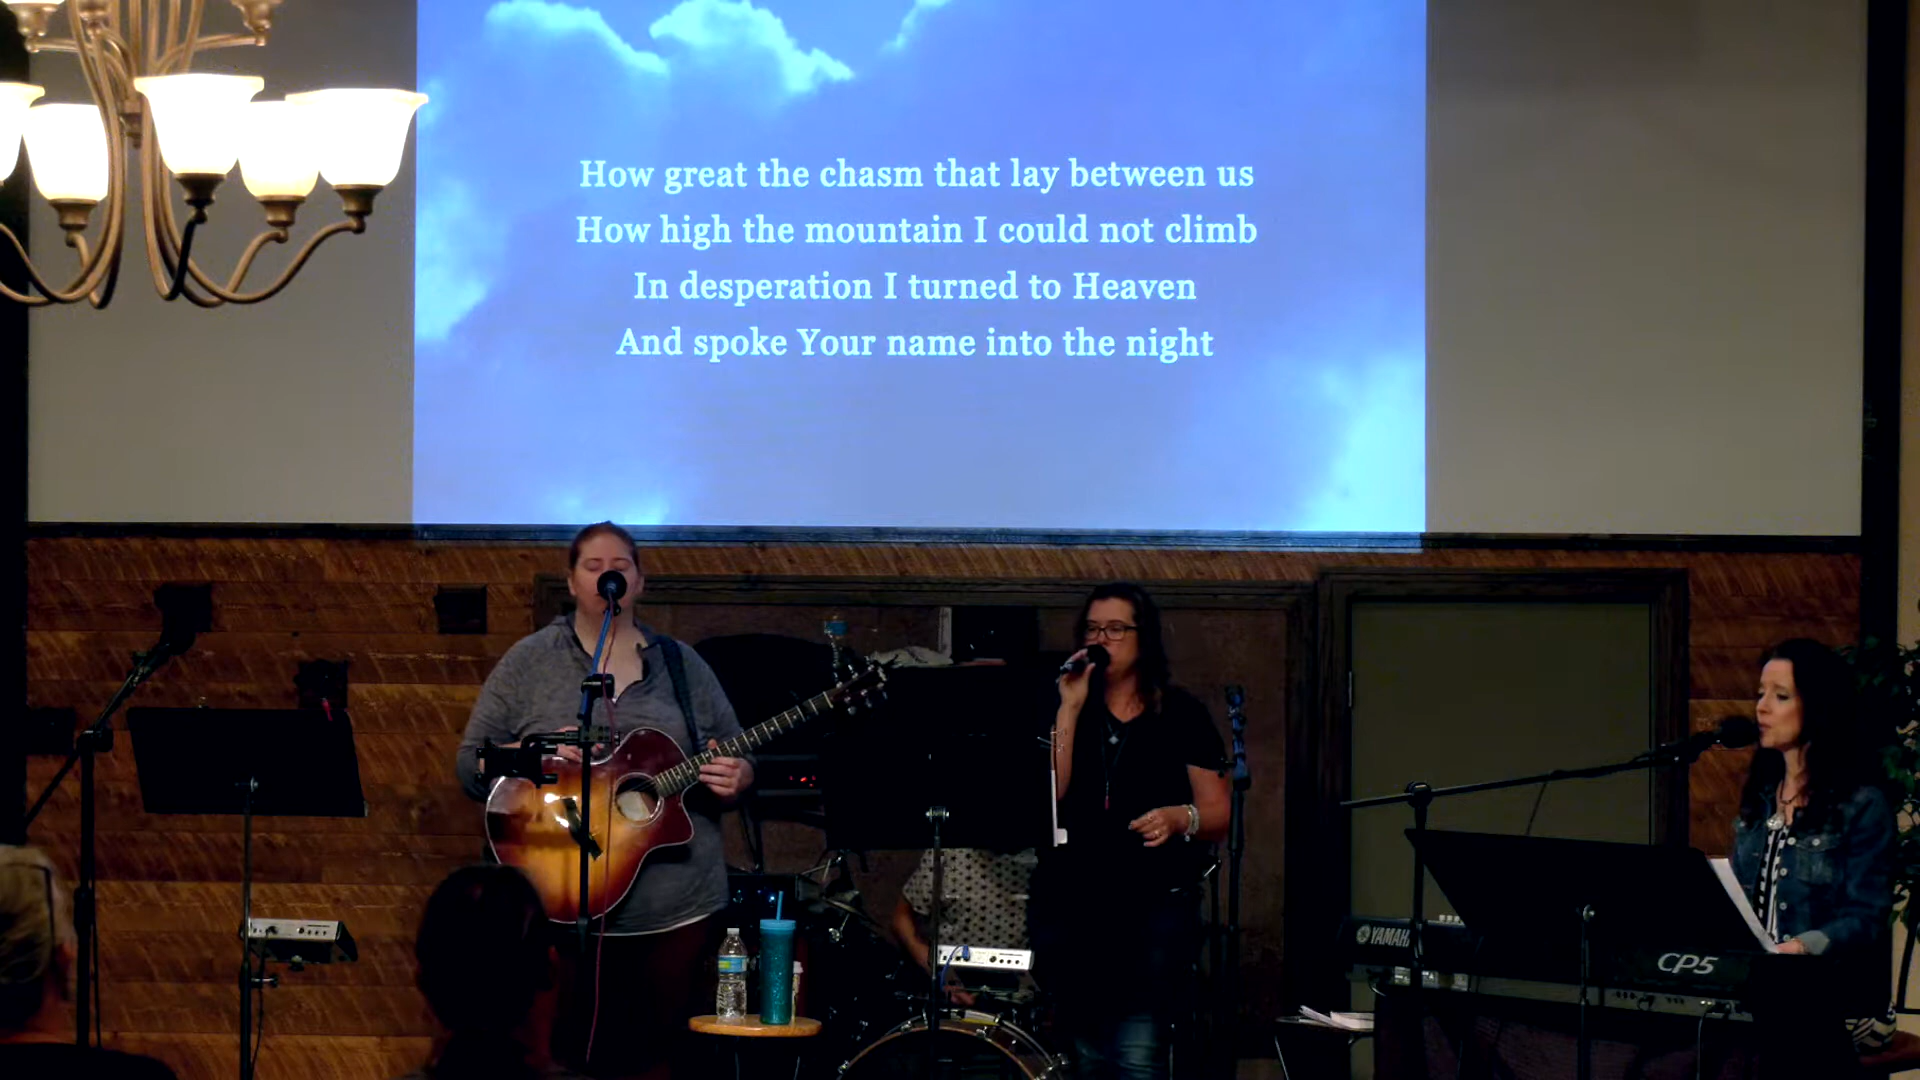 How great the chasm that lay between us
How high the mountain I could not climb
In desperation I turned to Heaven
And spoke Your name into the night
YAMAHA
CP5